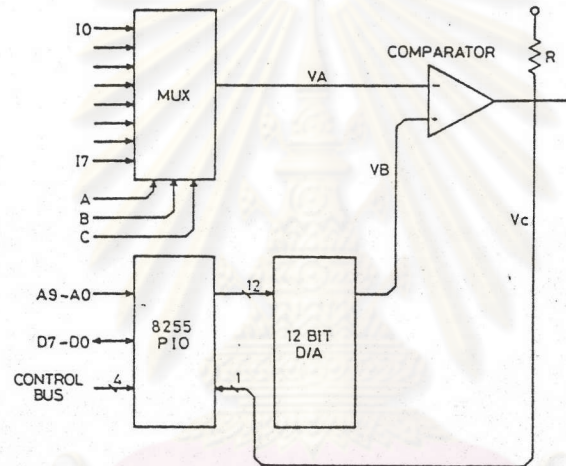 I0
COMPARATOR
R
MUX
VA
I7
VB
A
B
Vc
C
A9-A0
12
8255
PIO
12 BIT
D/A
D7-D0
CONTROL
BUS
4
1